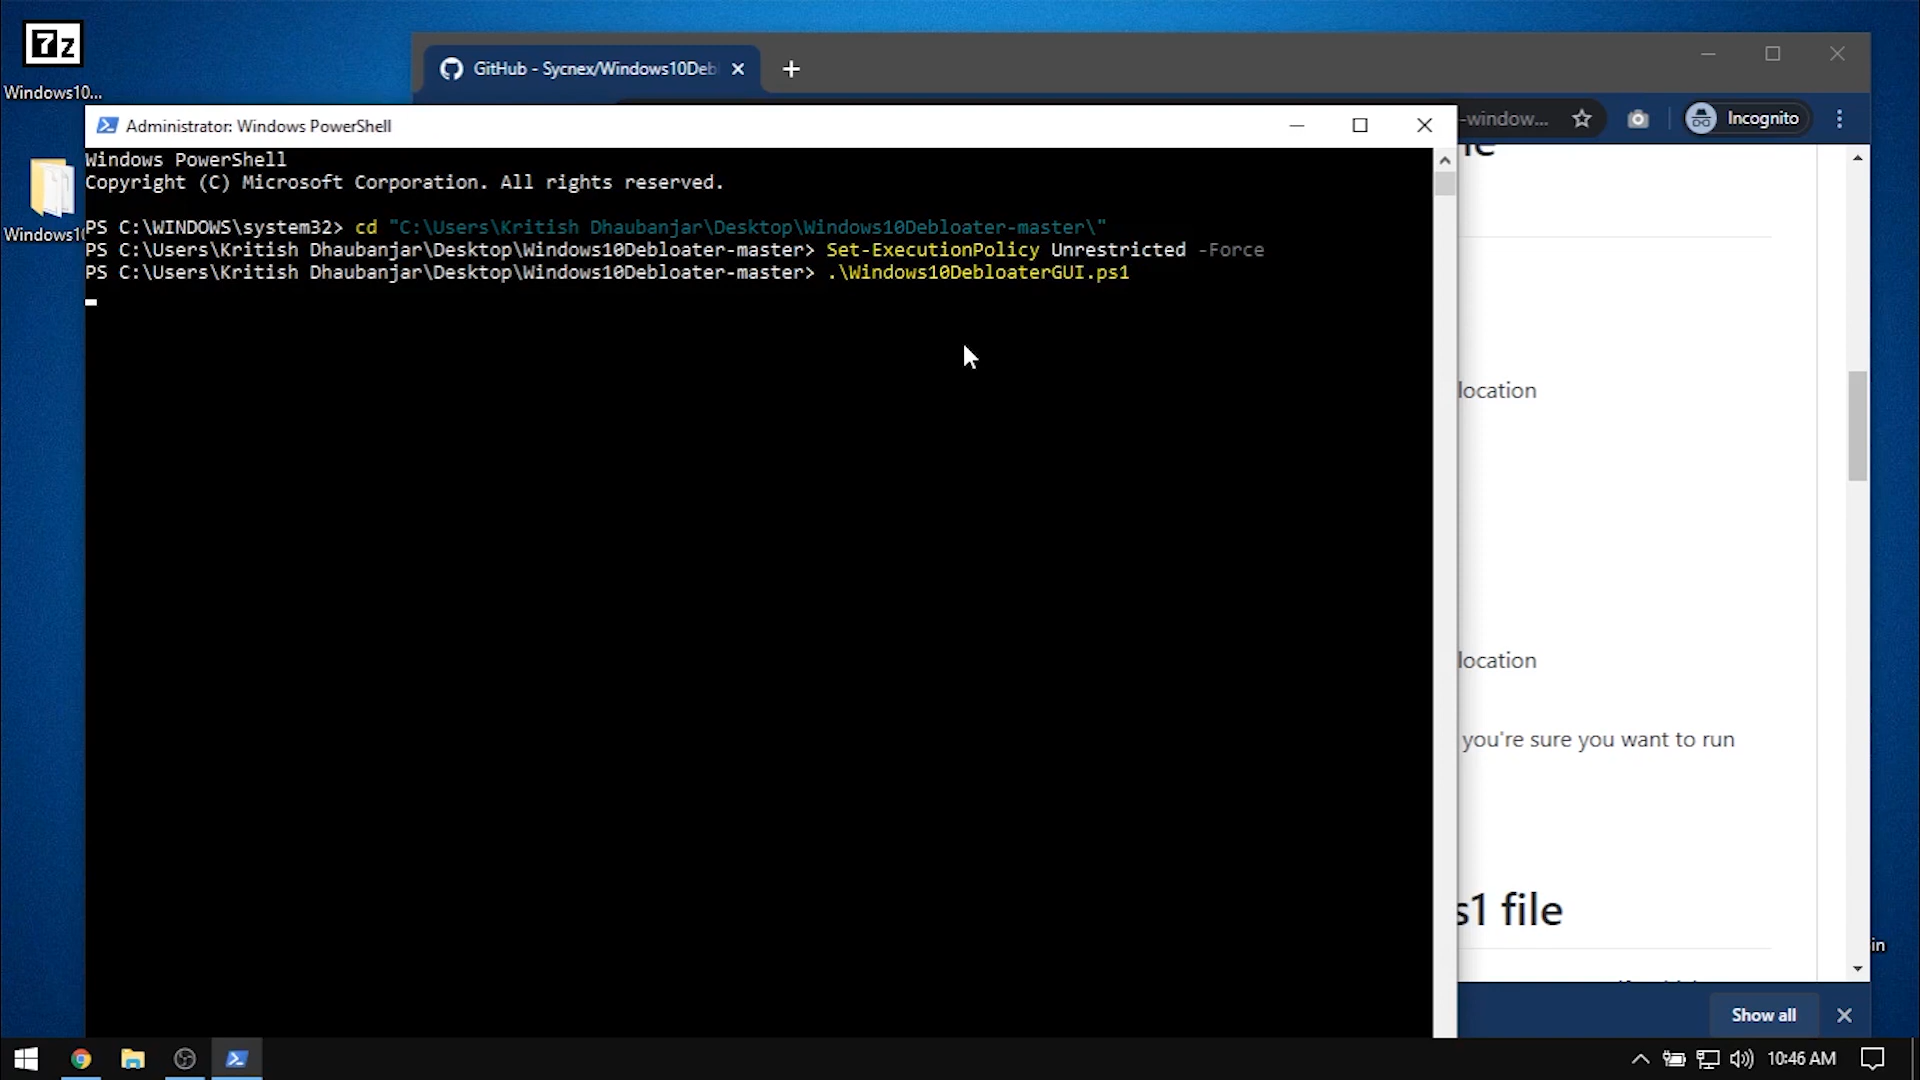 7z
Windows10...
Windows10
GitHub - Sycnex/Windows10Deb
-window...
Incognito
Administrator: Windows PowerShell
Windows PowerShell
Copyright (C) Microsoft Corporation. All rights reserved.
PS C:\WINDOWS\system32> cd "C:\Users\Kritish Dhaubanjar\Desktop\Windows10Debloater-master\"
PS C:\Users\Kritish Dhaubanjar\Desktop\Windows10Debloater-master> Set-ExecutionPolicy Unrestricted -Force
PS C:\Users\Kritish Dhaubanjar\Desktop\Windows10Debloater-master> .\Windows10DebloaterGUI.ps1
location
location
you're sure you want to run
s1 file
in
Show all
10:46 AM